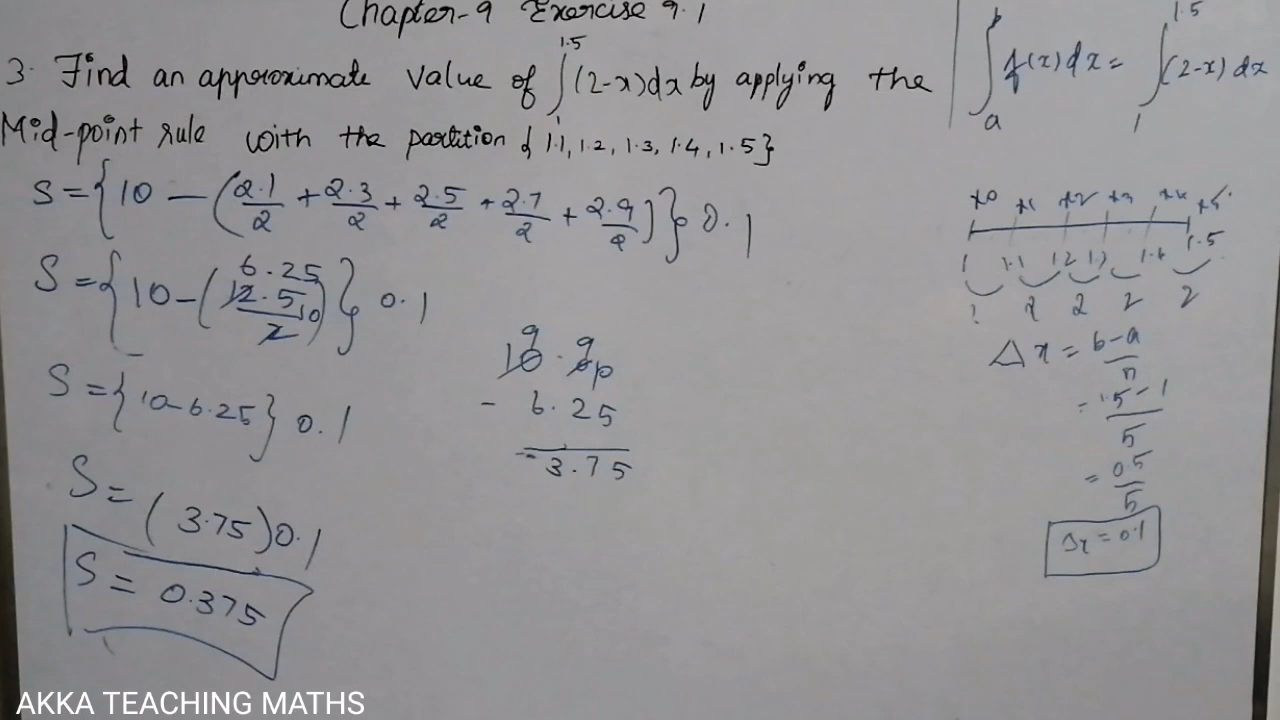 Chapter-9 Exercise 9.1
3. Find an approximate value of ∫₁^1.5 (2-x)dx by applying the
Mid-point rule with the partition {1.1, 1.2, 1.3, 1.4, 1.5}
S={10 - (2.1/2 + 2.3/2 + 2.5/2 + 2.7/2 + 2.9/2)} 0.1
S={10-(12.50/2)} 0.1
6.25
S={10-6.25} 0.1
S=(3.75)0.1
S= 0.375
- 6.25
3.75
∫ₐ^b f(x)dx = ∫₁^1.5 (2-x) dx
x0 x1 x2 x3 x4 x5
1 1.1 1.2 1.3 1.4 1.5
2 2 2 2
Δx = b-a/n
= 1.5-1/5
= 0.5/5
Δx = 0.1
AKKA TEACHING MATHS